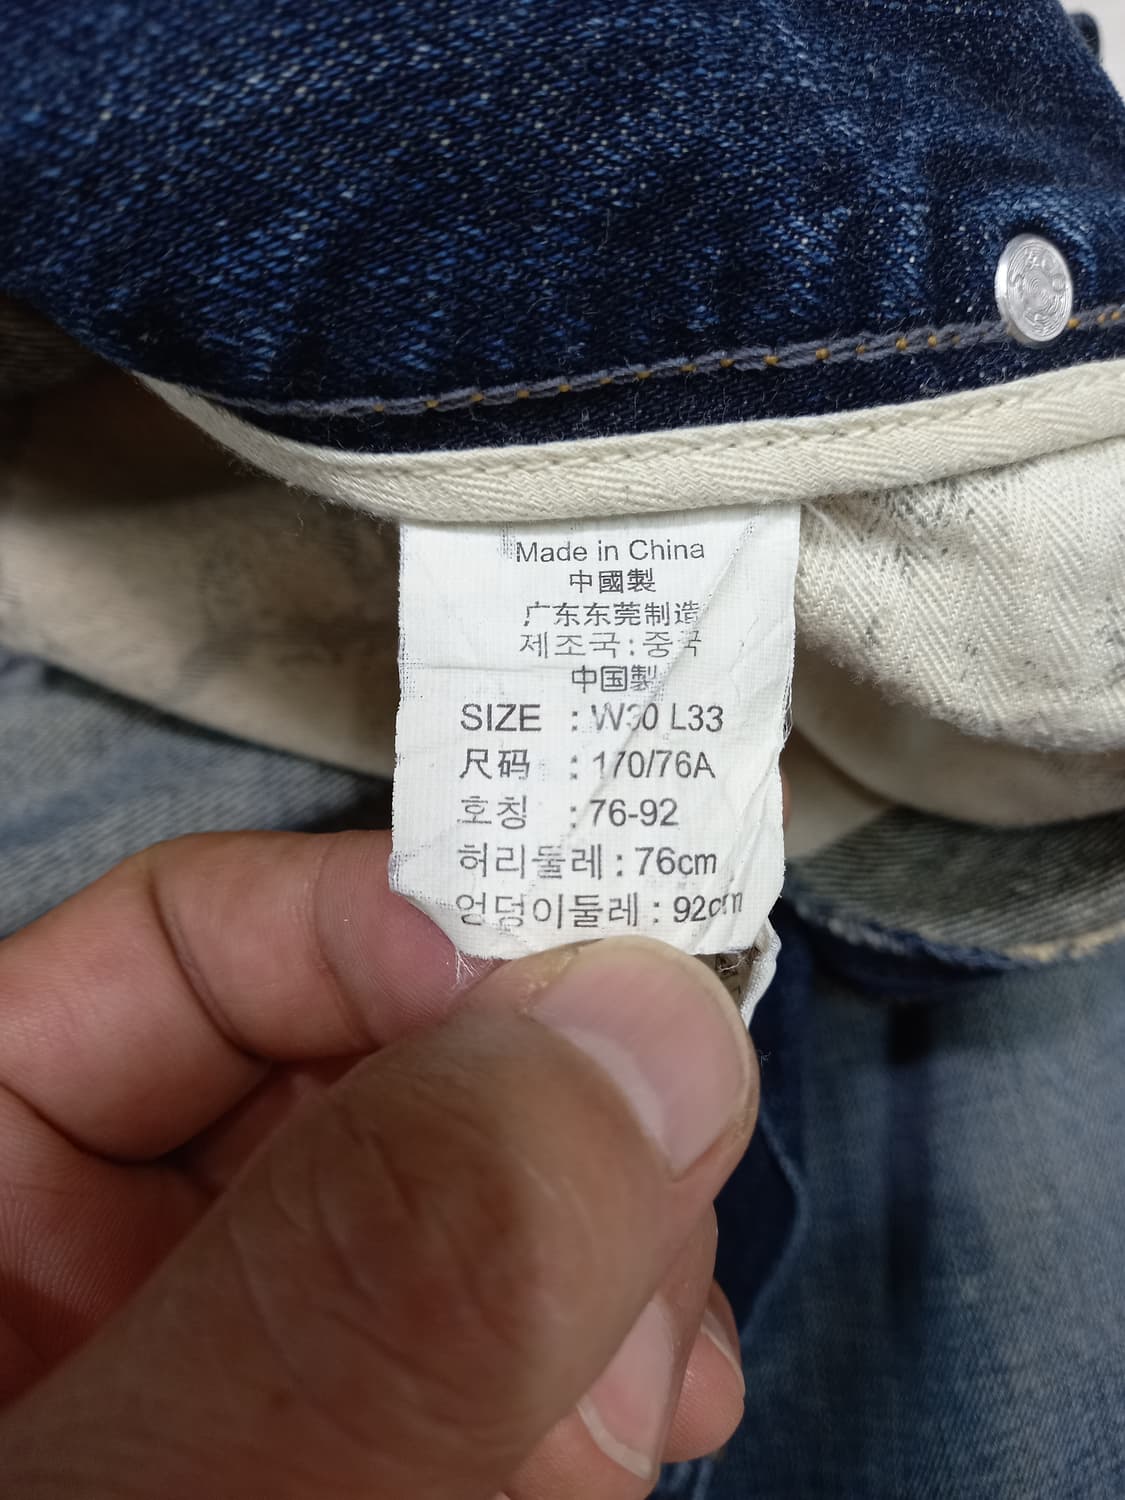 Made in China
中國製
广东东莞制造
제조국:중국
中国製
SIZE : W30 L33
尺码 : 170/76A
호칭 : 76-92
허리둘레 : 76cm
엉덩이둘레 : 92cm